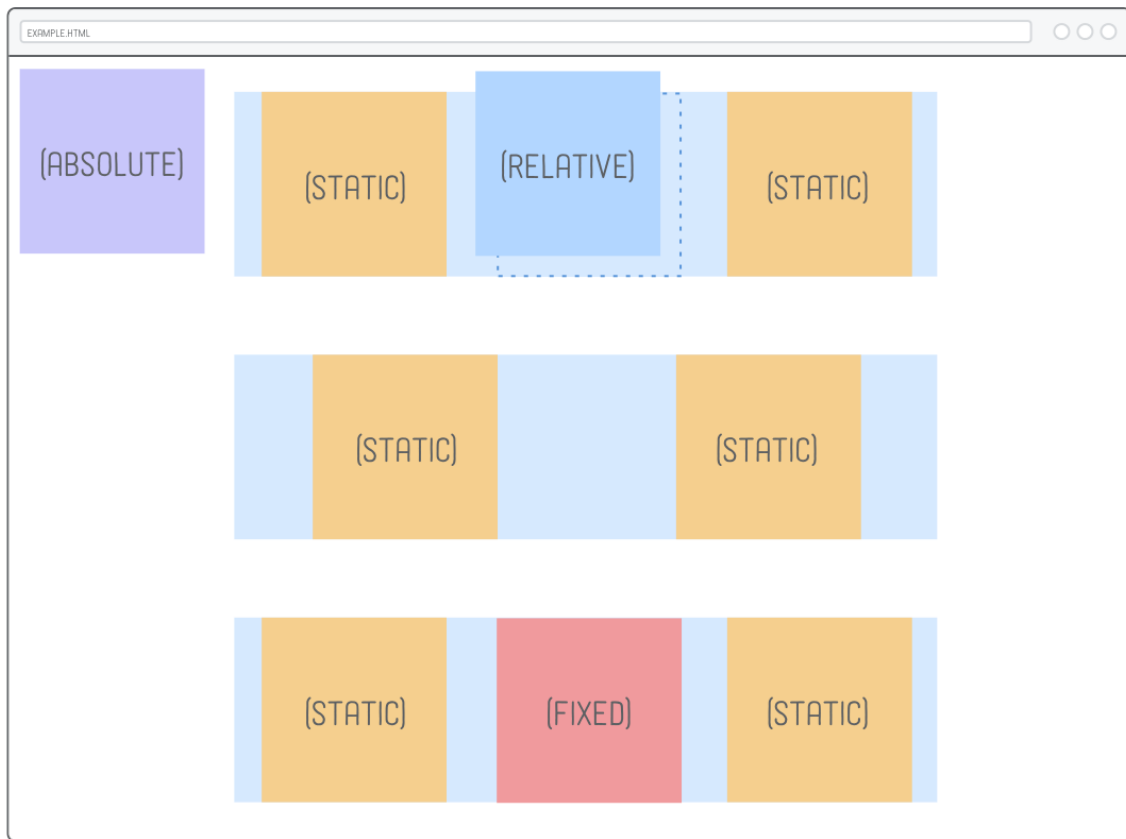 EXAMPLE.HTML
(ABSOLUTE)
(STATIC)
(RELATIVE)
(STATIC)
(STATIC)
(STATIC)
(STATIC)
(FIXED)
(STATIC)